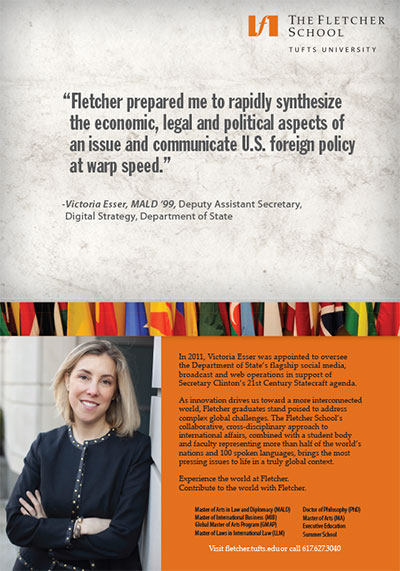 THE FLETCHER
SCHOOL
TUFTS UNIVERSITY
“Fletcher prepared me to rapidly synthesize
the economic, legal and political aspects of
an issue and communicate U.S. foreign policy
at warp speed.”
-Victoria Esser, MALD ’99, Deputy Assistant Secretary,
Digital Strategy, Department of State
In 2011, Victoria Esser was appointed to oversee
the Department of State’s flagship social media,
broadcast and web operations in support of
Secretary Clinton’s 21st Century Statecraft agenda.
As innovation drives us toward a more interconnected
world, Fletcher graduates stand poised to address
complex global challenges. The Fletcher School’s
collaborative, cross-disciplinary approach to
international affairs, combined with a student body
and faculty representing more than half of the world’s
nations and 100 spoken languages, brings the most
pressing issues to life in a truly global context.
Experience the world at Fletcher.
Contribute to the world with Fletcher.
Master of Arts in Law and Diplomacy (MALD)
Master of International Business (MIB)
Global Master of Arts Program (GMAP)
Master of Laws in International Law (LLM)
Doctor of Philosophy (PhD)
Master of Arts (MA)
Executive Education
Summer School
Visit fletcher.tufts.edu or call 617.627.3040